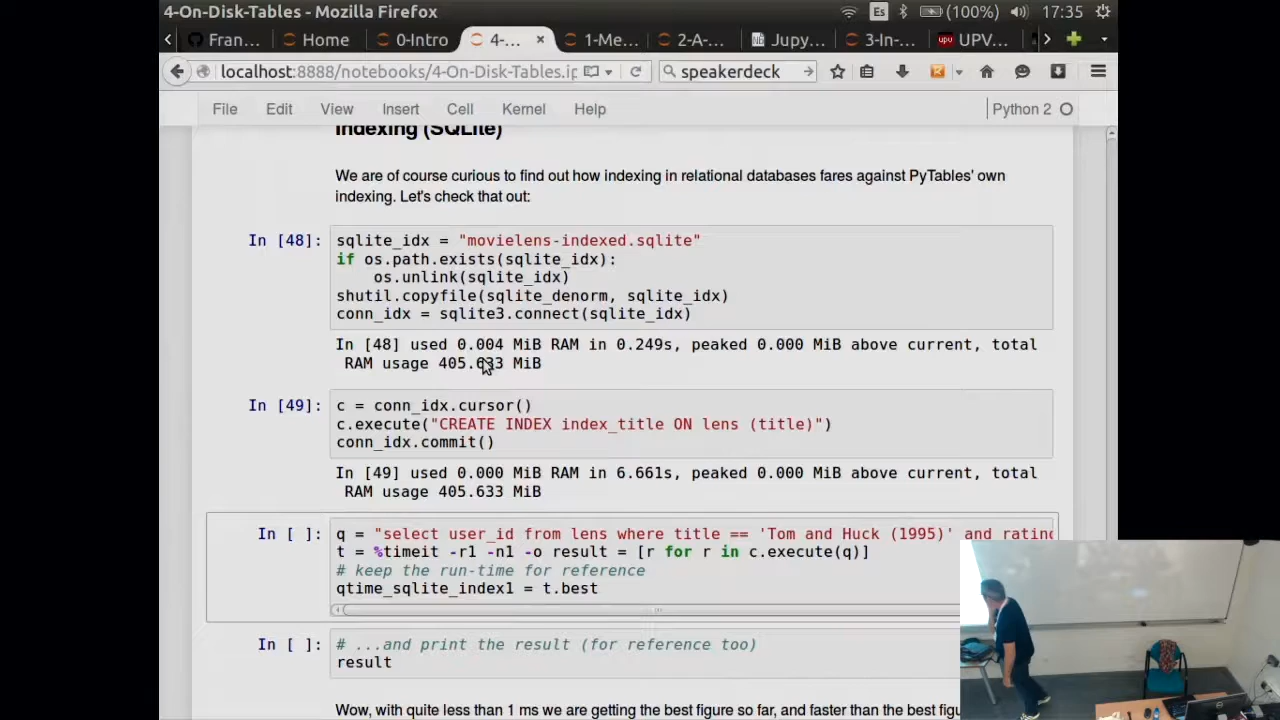 4-On-Disk-Tables - Mozilla Firefox
Es (100%) 17:35
Fran... Home 0-Intro 4-... × 1-Me... 2-A-... Jupy... 3-In-... UPV...
localhost:8888/notebooks/4-On-Disk-Tables.ip speakerdeck
File Edit View Insert Cell Kernel Help Python 2
Indexing (SQLite)
We are of course curious to find out how indexing in relational databases fares against PyTables' own
indexing. Let's check that out:
In [48]: sqlite_idx = "movielens-indexed.sqlite"
if os.path.exists(sqlite_idx):
os.unlink(sqlite_idx)
shutil.copyfile(sqlite_denorm, sqlite_idx)
conn_idx = sqlite3.connect(sqlite_idx)
In [48] used 0.004 MiB RAM in 0.249s, peaked 0.000 MiB above current, total
RAM usage 405.633 MiB
In [49]: c = conn_idx.cursor()
c.execute("CREATE INDEX index_title ON lens (title)")
conn_idx.commit()
In [49] used 0.000 MiB RAM in 6.661s, peaked 0.000 MiB above current, total
RAM usage 405.633 MiB
In [ ]: q = "select user_id from lens where title == 'Tom and Huck (1995)' and rating
t = %timeit -r1 -n1 -o result = [r for r in c.execute(q)]
# keep the run-time for reference
qtime_sqlite_index1 = t.best
In [ ]: # ...and print the result (for reference too)
result
Wow, with quite less than 1 ms we are getting the best figure so far, and faster than the best figu